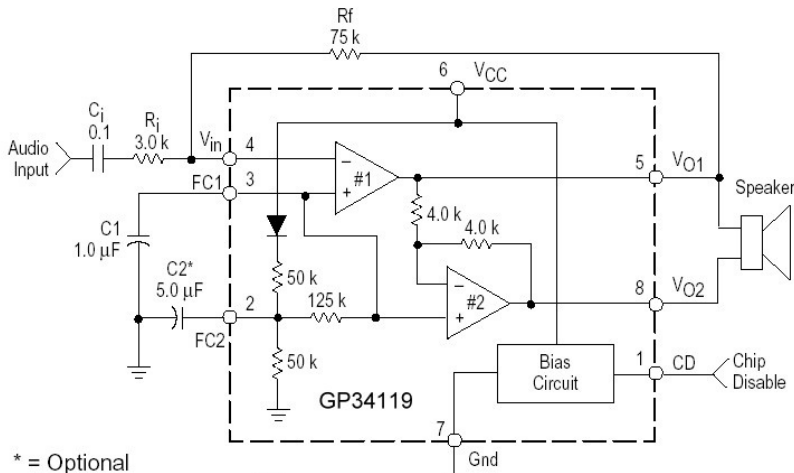 Rf
75 k
6 VCC
Ci
0.1
Ri
3.0 k
Vin 4
#1
Audio
Input
FC1 3
5 VO1
Speaker
4.0 k
4.0 k
C1
1.0 µF
C2*
5.0 µF
50 k
#2
2
125 k
8 VO2
FC2
50 k
Bias
Circuit
1 CD
Chip
Disable
GP34119
7
Gnd
* = Optional